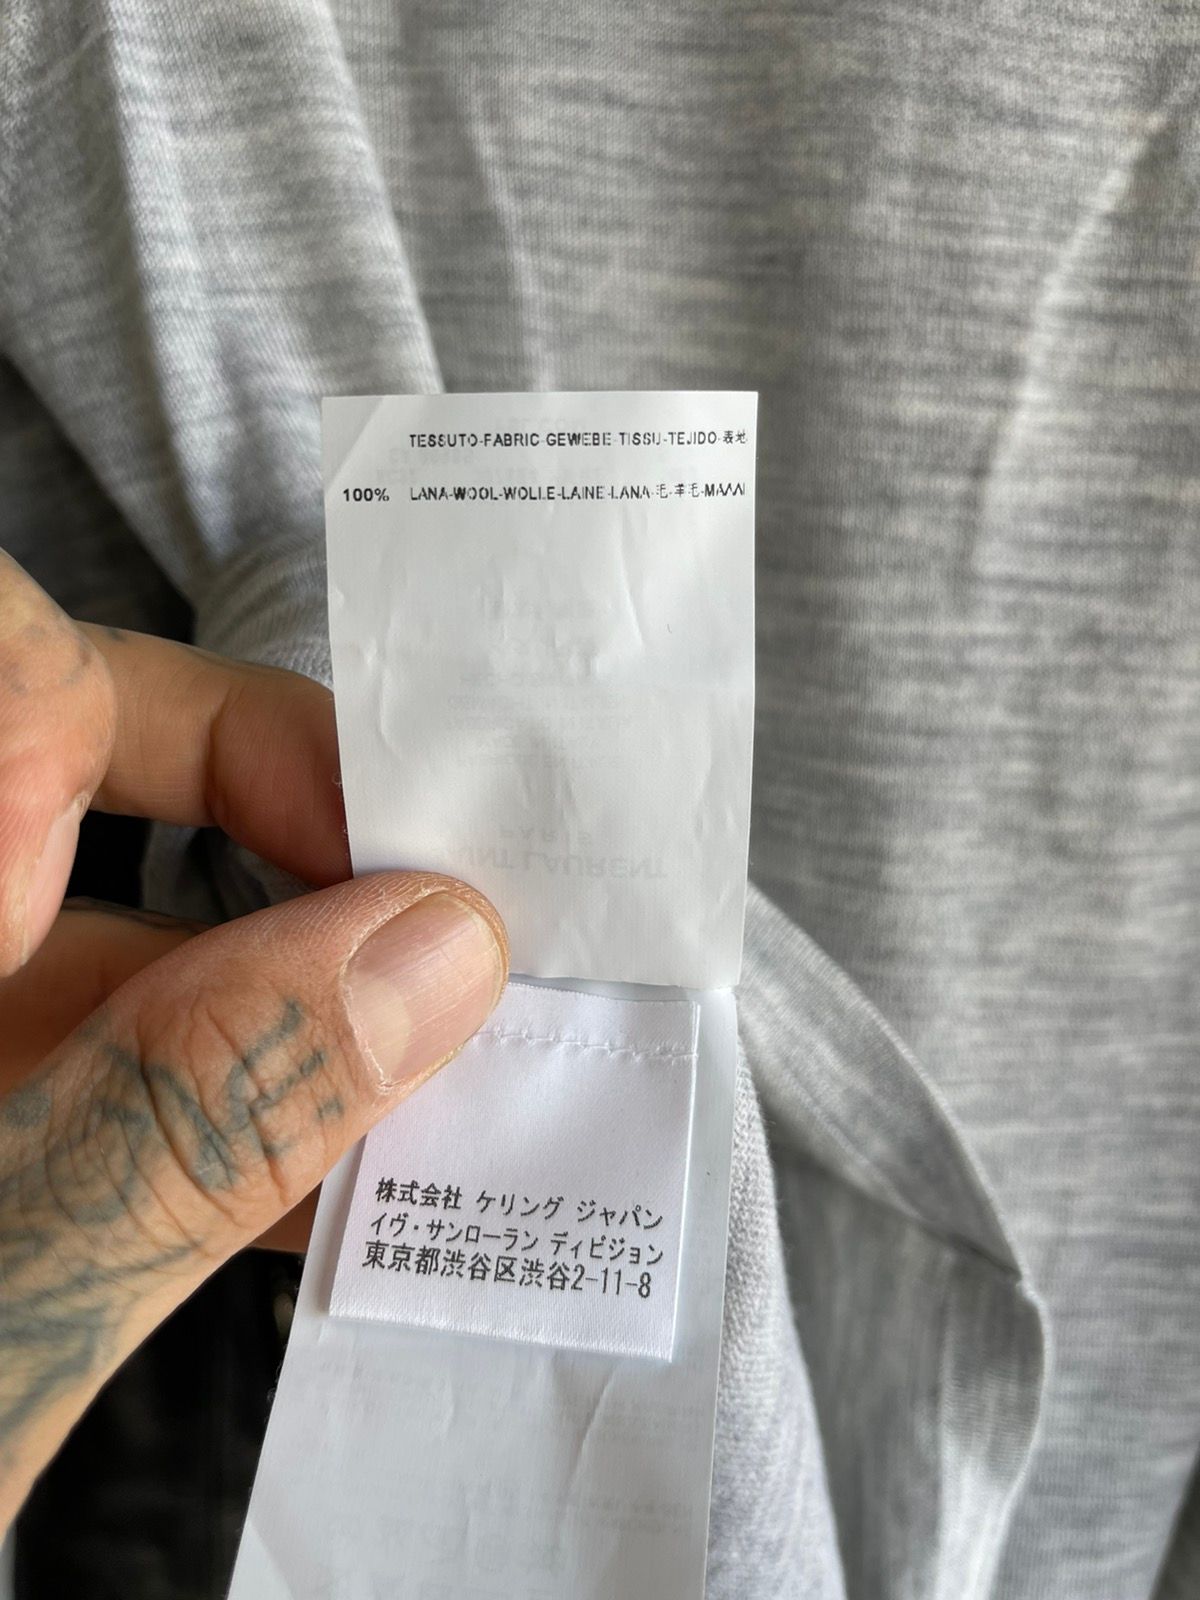 TESSUTO-FABRIC-GEWEBE-TISSU-TEJIDO-表地
100% LANA-WOOL-WOLLE-LAINE-LANA-毛-羊毛
株式会社 ケリング ジャパン
イヴ・サンローラン ディビジョン
東京都渋谷区渋谷2-11-8